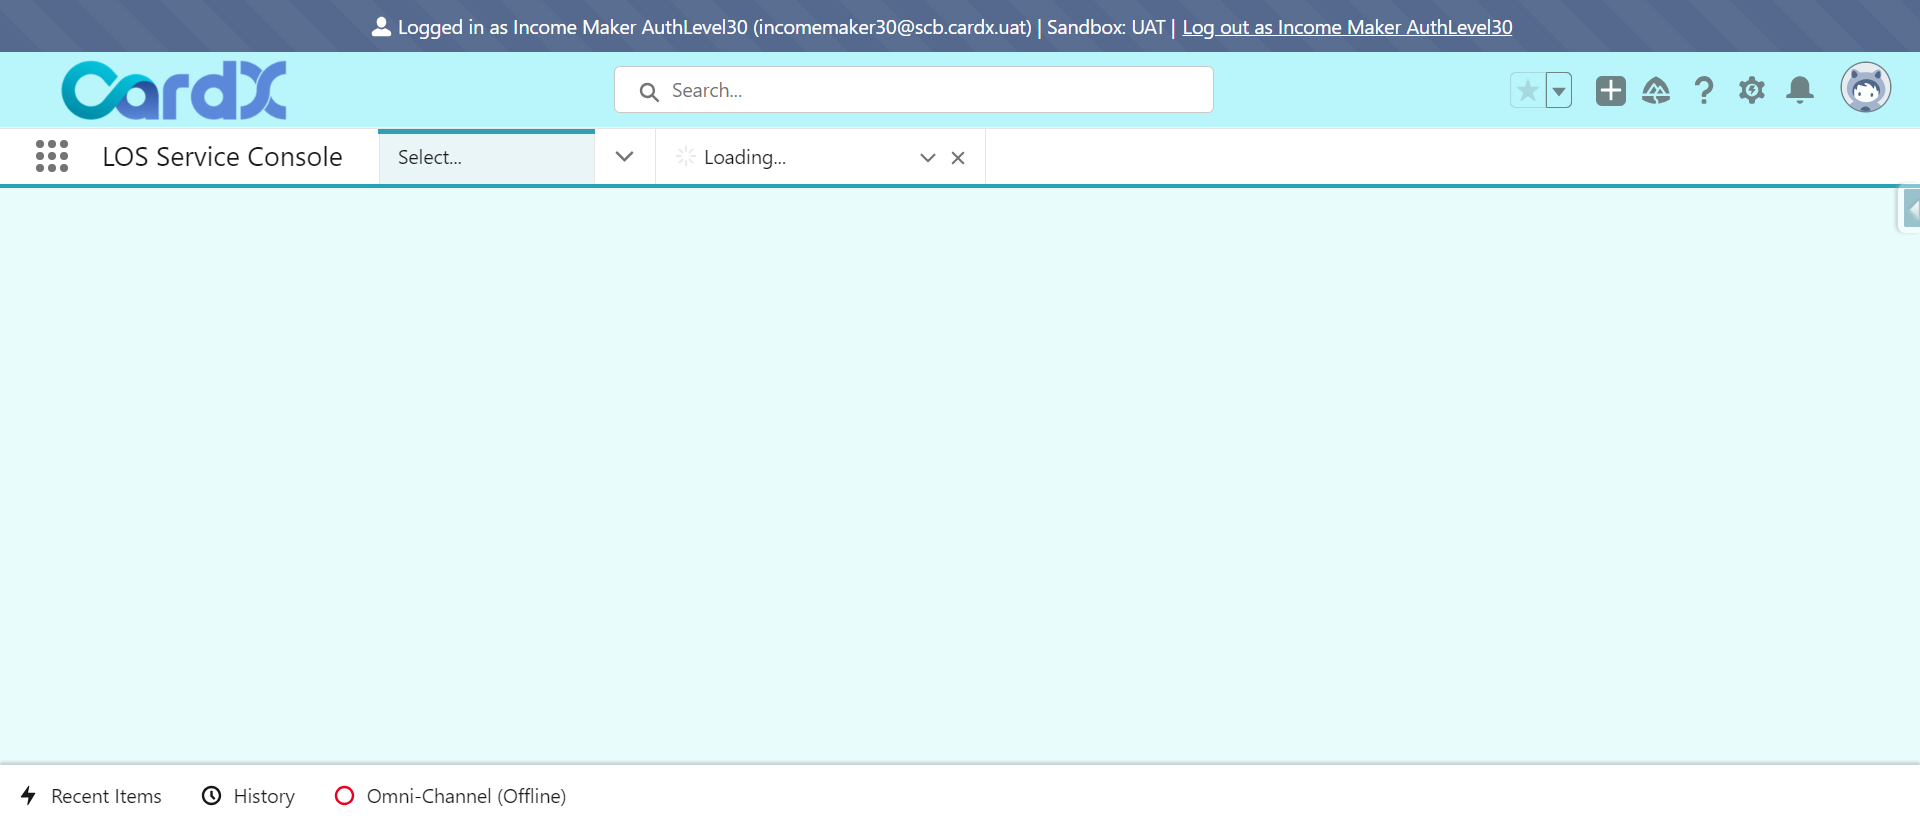 Logged in as Income Maker AuthLevel30 (incomemaker30@scb.cardx.uat) | Sandbox: UAT | Log out as Income Maker AuthLevel30
CardX
Search...
LOS Service Console
Select...
Loading...
Recent Items
History
Omni-Channel (Offline)